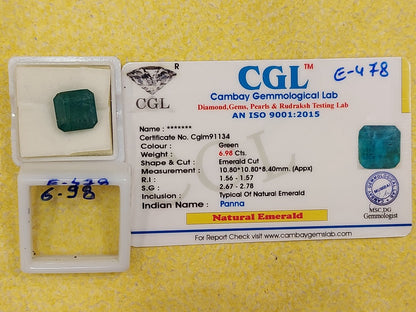 R
CGL
CGL™
Cambay Gemmological Lab
Diamond,Gems, Pearls & Rudraksh Testing Lab
AN ISO 9001:2015
E-478
Name : *******
Certificate No. Cglm91134
Colour : Green
Weight : 6.98 Cts.
Shape & Cut : Emerald Cut
Measurement : 10.80*10.80*8.40mm. (Appx)
R.I : 1.56 - 1.57
S.G : 2.67 - 2.78
Inclusion : Typical Of Natural Emerald
Indian Name : Panna
Natural Emerald
For Report Check Visit :www.cambaygemslab.com
MSC,DG
Gemmologist
E-478
6-98